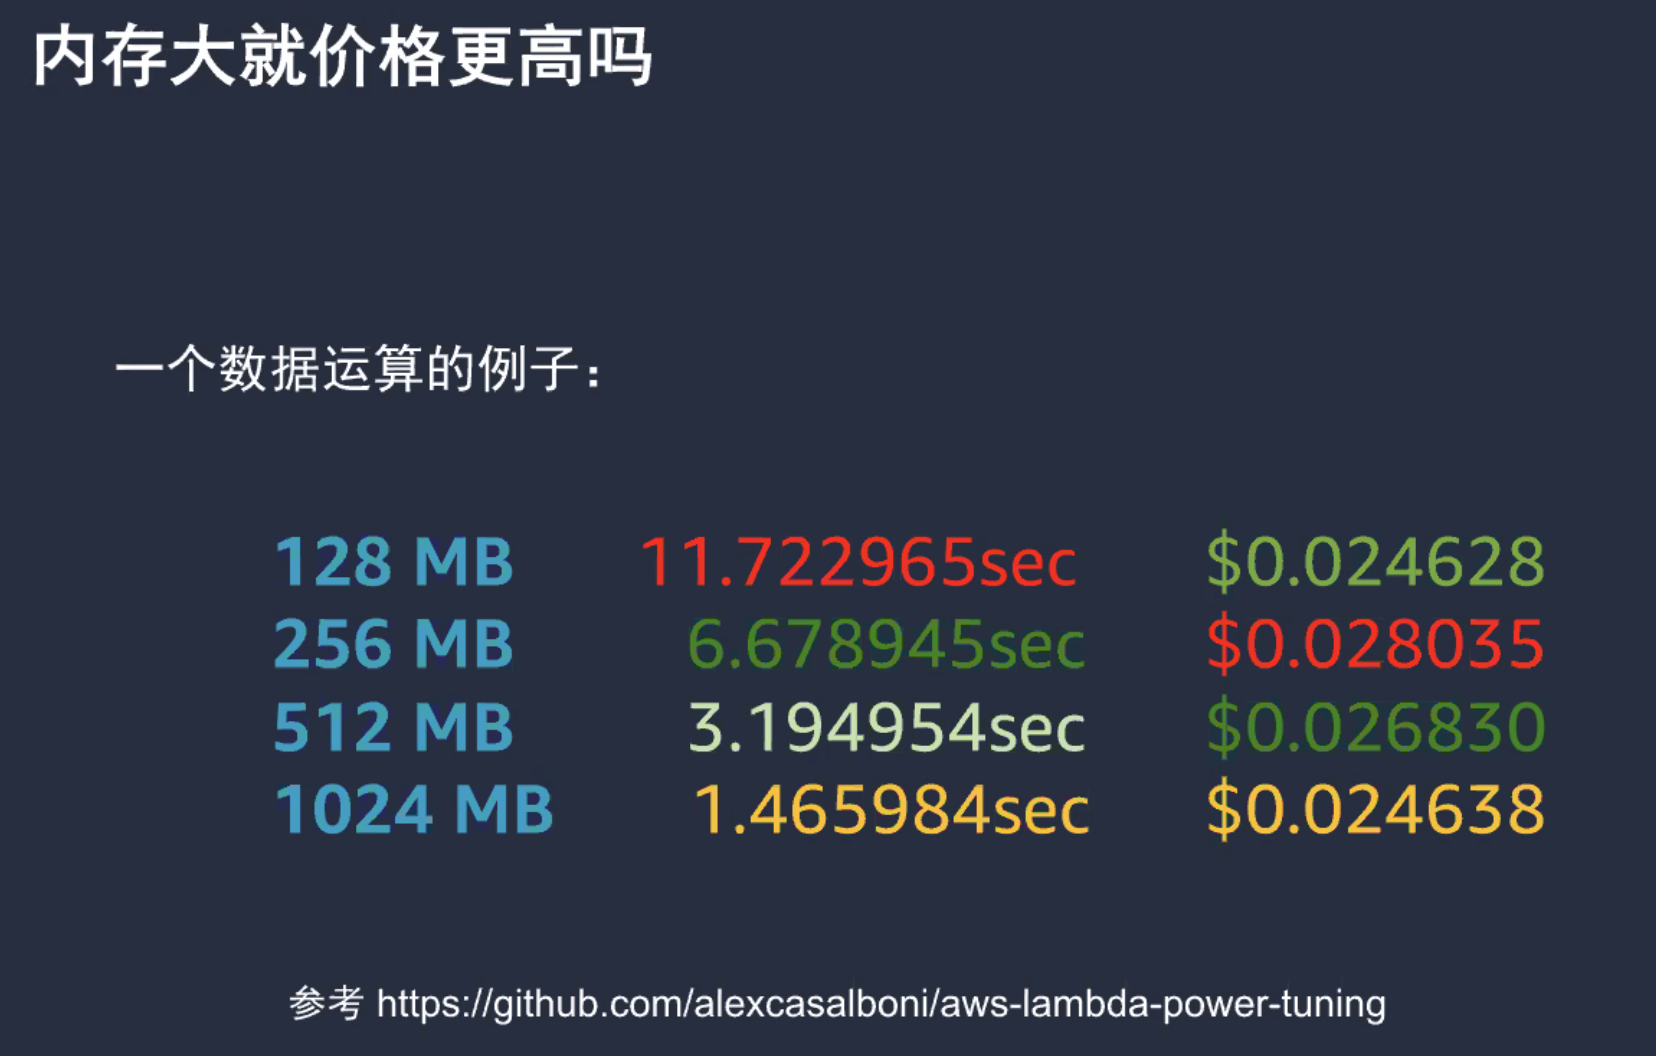 内存大就价格更高吗
一个数据运算的例子：
128 MB 11.722965sec $0.024628
256 MB 6.678945sec $0.028035
512 MB 3.194954sec $0.026830
1024 MB 1.465984sec $0.024638
参考 https://github.com/alexcasalboni/aws-lambda-power-tuning